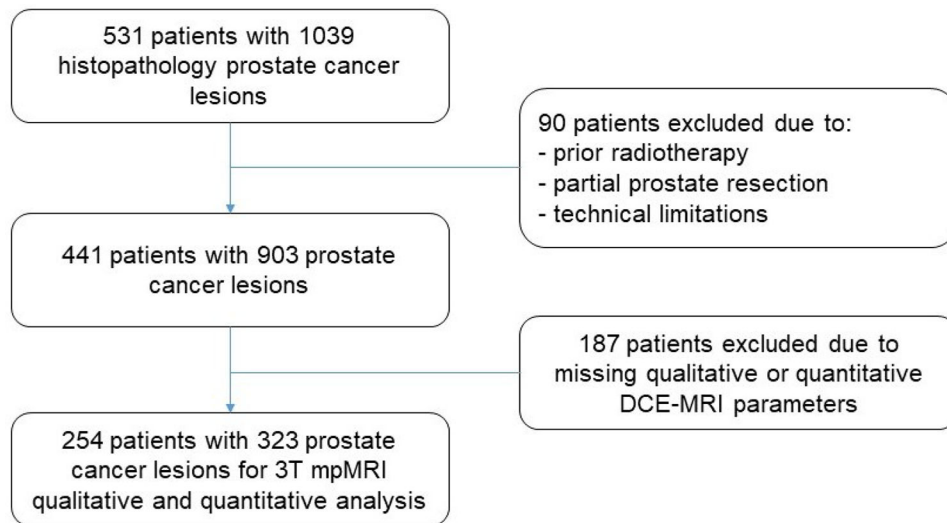 531 patients with 1039
histopathology prostate cancer
lesions
90 patients excluded due to:
- prior radiotherapy
- partial prostate resection
- technical limitations
441 patients with 903 prostate
cancer lesions
187 patients excluded due to
missing qualitative or quantitative
DCE-MRI parameters
254 patients with 323 prostate
cancer lesions for 3T mpMRI
qualitative and quantitative analysis